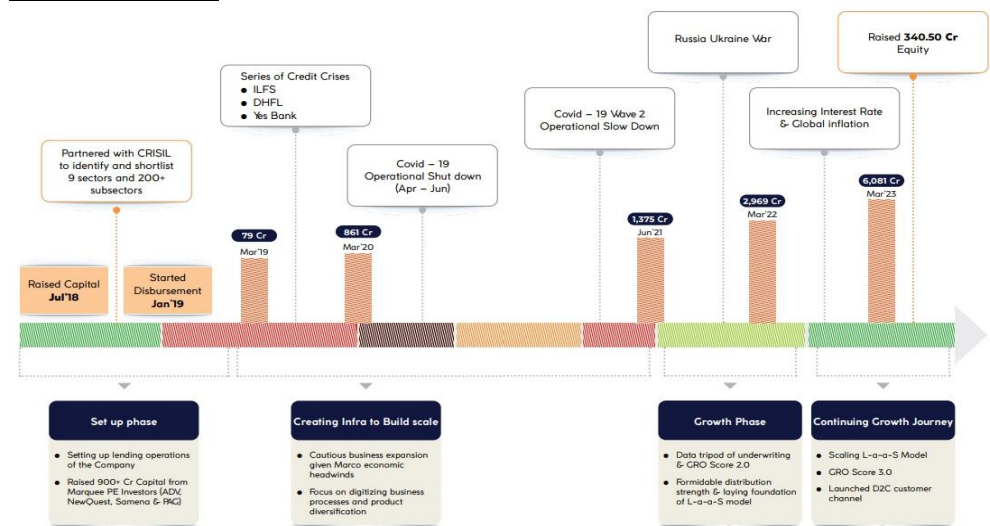 Russia Ukraine War
Raised 340.50 Cr
Equity
Series of Credit Crises
● ILFS
● DHFL
● Yes Bank
Covid – 19 Wave 2
Operational Slow Down
Increasing Interest Rate
& Global inflation
Partnered with CRISIL
to identify and shortlist
9 sectors and 200+
subsectors
Covid – 19
Operational Shut down
(Apr – Jun)
79 Cr
Mar'19
861 Cr
Mar'20
1,375 Cr
Jun'21
2,969 Cr
Mar'22
6,081 Cr
Mar'23
Raised Capital
Jul'18
Started
Disbursement
Jan'19
Set up phase
● Setting up lending operations
of the Company
● Raised 900+ Cr Capital from
Marquee PE Investors (ADV,
NewQuest, Samena & PAG)
Creating Infra to Build scale
● Cautious business expansion
given Marco economic
headwinds
● Focus on digitizing business
processes and product
diversification
Growth Phase
● Data tripod of underwriting
& GRO Score 2.0
● Formidable distribution
strength & laying foundation
of L-a-a-S model
Continuing Growth Journey
● Scaling L-a-a-S Model
● GRO Score 3.0
● Launched D2C customer
channel